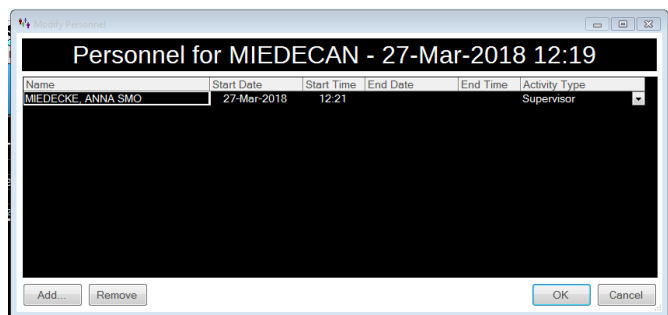 Modify Personnel
Personnel for MIEDECAN - 27-Mar-2018 12:19
Name Start Date Start Time End Date End Time Activity Type
MIEDECKE, ANNA SMO 27-Mar-2018 12:21 Supervisor
Add... Remove OK Cancel